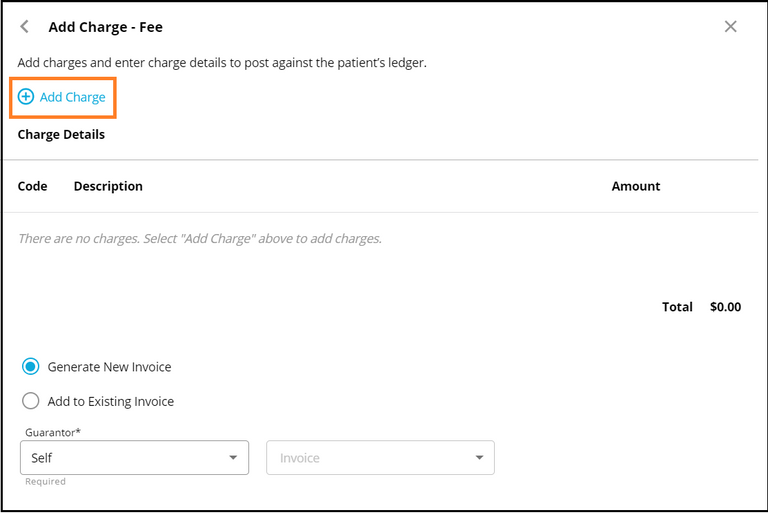 Add Charge - Fee
Add charges and enter charge details to post against the patient's ledger.
Add Charge
Charge Details
Code Description Amount
There are no charges. Select "Add Charge" above to add charges.
Total $0.00
Generate New Invoice
Add to Existing Invoice
Guarantor*
Self Invoice
Required